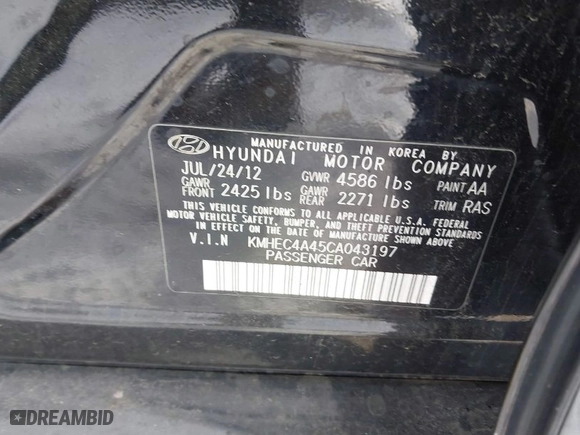 MANUFACTURED IN KOREA BY
HYUNDAI MOTOR COMPANY
JUL/24/12 GVWR 4586 lbs PAINT AA
GAWR FRONT 2425 lbs GAWR REAR 2271 lbs TRIM RAS
THIS VEHICLE CONFORMS TO ALL APPLICABLE U.S.A. FEDERAL
MOTOR VEHICLE SAFETY, BUMPER, AND THEFT PREVENTION STANDARDS
IN EFFECT ON THE DATE OF MANUFACTURE SHOWN ABOVE
V.I.N KMHEC4A45CA043197
PASSENGER CAR
DREAMBID